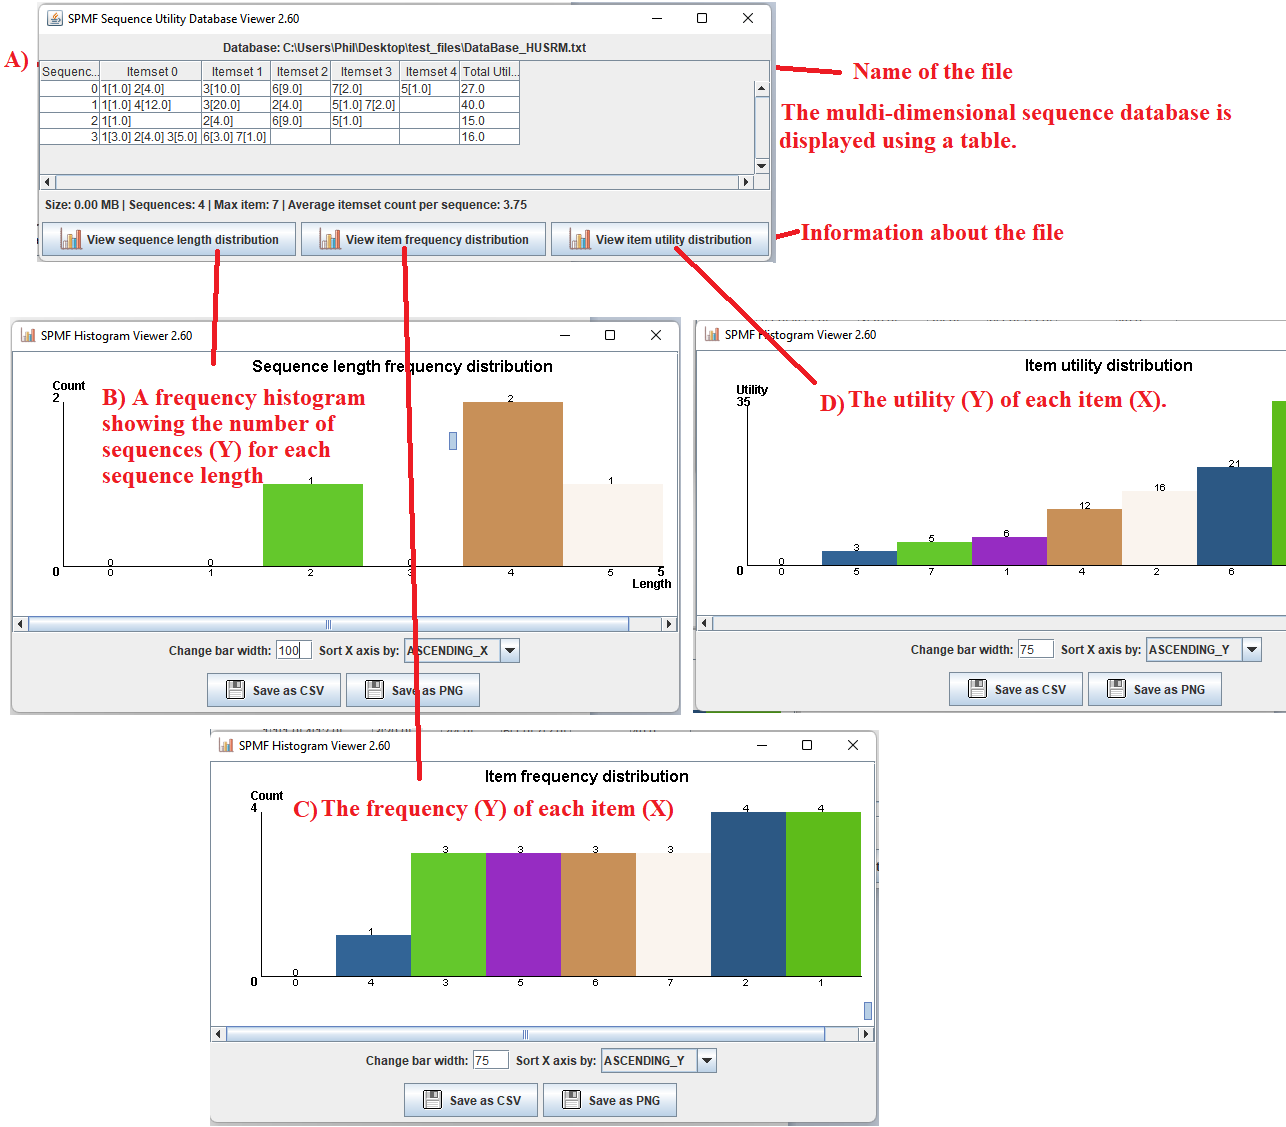 SPMF Sequence Utility Database Viewer 2.60
Database: C:\Users\Phil\Desktop\test_files\DataBase_HUSRM.txt
A)
Sequenc... Itemset 0 Itemset 1 Itemset 2 Itemset 3 Itemset 4 Total Util...
0 1[1.0] 2[4.0] 3[10.0] 6[9.0] 7[2.0] 5[1.0] 27.0
1 1[1.0] 4[12.0] 3[20.0] 2[4.0] 5[1.0] 7[2.0] 40.0
2 1[1.0] 2[4.0] 6[9.0] 5[1.0] 15.0
3 1[3.0] 2[4.0] 3[5.0] 6[3.0] 7[1.0] 16.0
Name of the file
The muldi-dimensional sequence database is
displayed using a table.
Size: 0.00 MB | Sequences: 4 | Max item: 7 | Average itemset count per sequence: 3.75
View sequence length distribution View item frequency distribution View item utility distribution
Information about the file
SPMF Histogram Viewer 2.60
Sequence length frequency distribution
Count
2
B) A frequency histogram
showing the number of
sequences (Y) for each
sequence length
0 0 1 0 2 1
0
0 1 2 3 4 5
5
Length
Change bar width: 100 Sort X axis by: ASCENDING_X
Save as CSV Save as PNG
SPMF Histogram Viewer 2.60
Item utility distribution
Utility
35
D) The utility (Y) of each item (X).
0 3 5 6 12 16 21
0
0 5 7 1 4 2 6
Change bar width: 75 Sort X axis by: ASCENDING_Y
Save as CSV Save as PNG
SPMF Histogram Viewer 2.60
Item frequency distribution
Count
4
C) The frequency (Y) of each item (X)
0 1 3 3 3 3 4 4
0
0 4 3 5 6 7 2 1
Change bar width: 75 Sort X axis by: ASCENDING_Y
Save as CSV Save as PNG